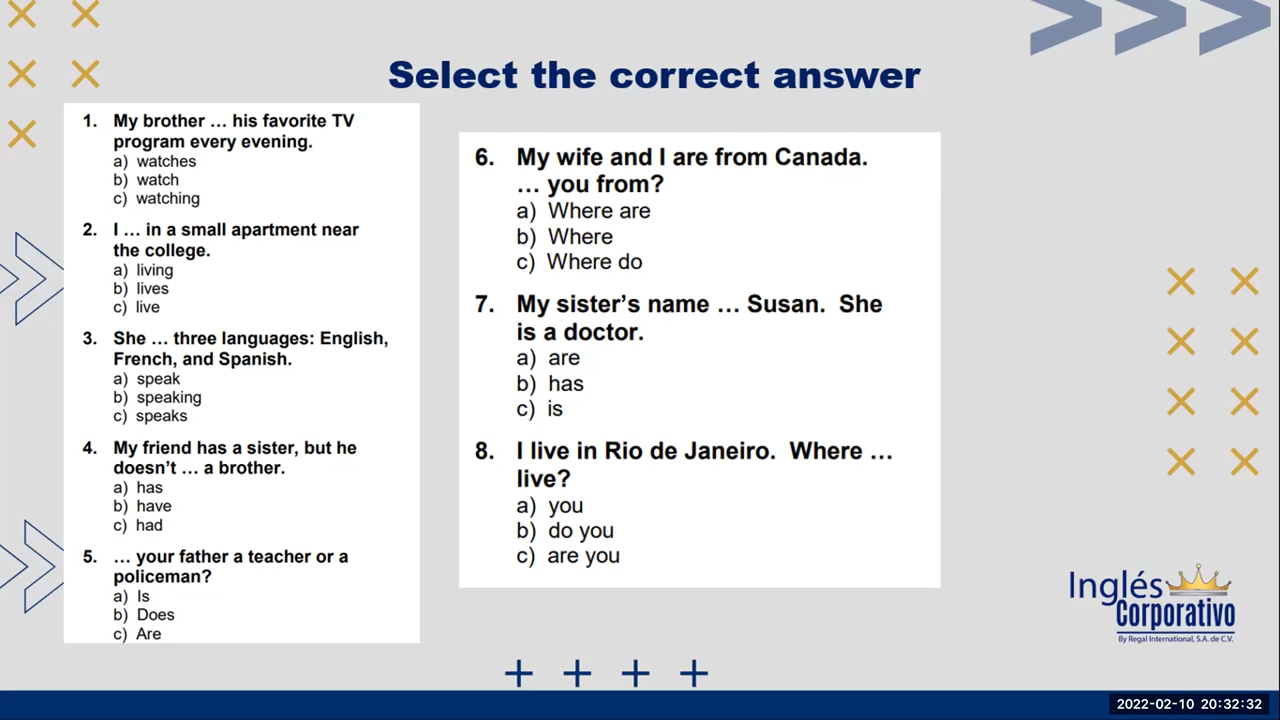 Select the correct answer
1. My brother … his favorite TV
program every evening.
a) watches
b) watch
c) watching
2. I … in a small apartment near
the college.
a) living
b) lives
c) live
3. She … three languages: English,
French, and Spanish.
a) speak
b) speaking
c) speaks
4. My friend has a sister, but he
doesn’t … a brother.
a) has
b) have
c) had
5. … your father a teacher or a
policeman?
a) Is
b) Does
c) Are
6. My wife and I are from Canada.
… you from?
a) Where are
b) Where
c) Where do
7. My sister’s name … Susan. She
is a doctor.
a) are
b) has
c) is
8. I live in Rio de Janeiro. Where …
live?
a) you
b) do you
c) are you
Inglés
Corporativo
By Regal International, S.A. de C.V.
2022-02-10 20:32:32